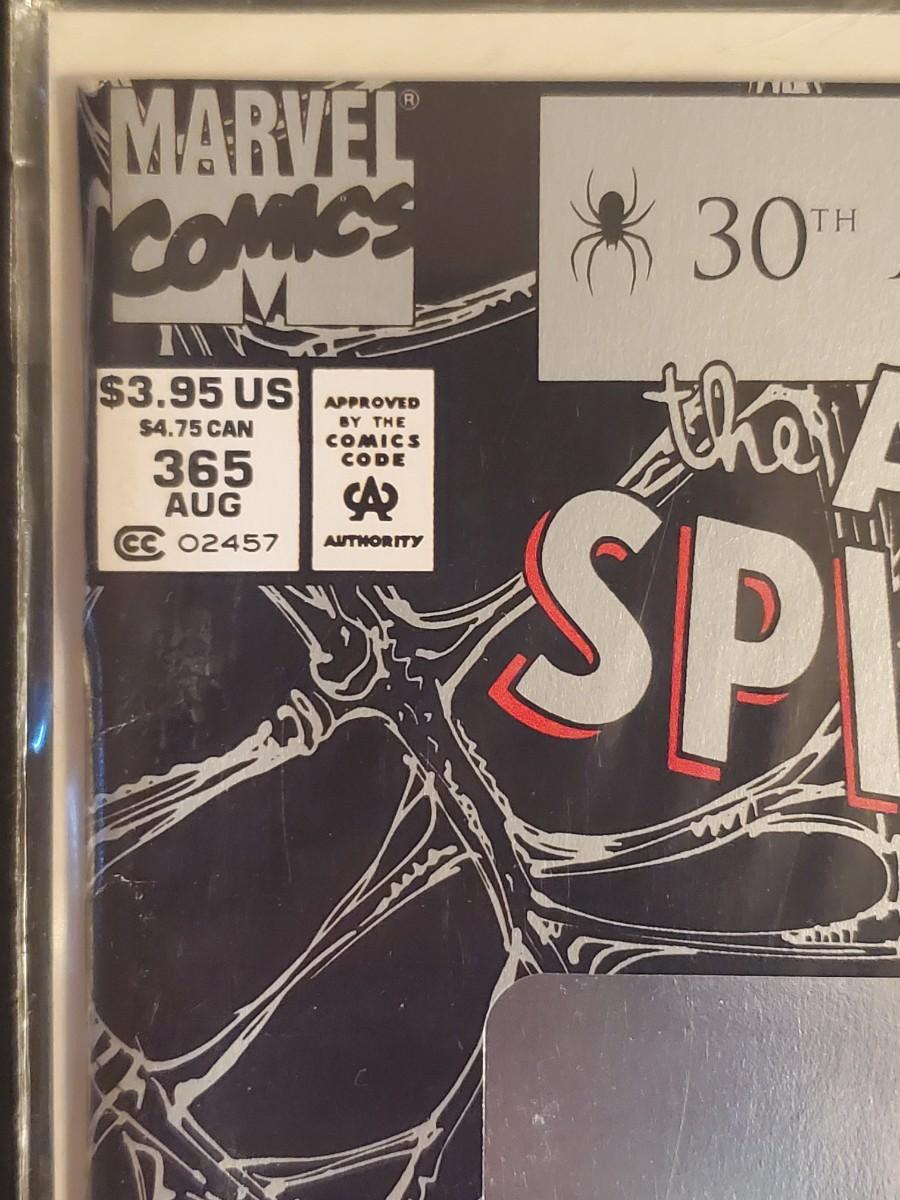 MARVEL®
COMICS
M
30TH
$3.95 US
$4.75 CAN
365
AUG
CC 02457
APPROVED
BY THE
COMICS
CODE
CA
AUTHORITY
the A
SPI